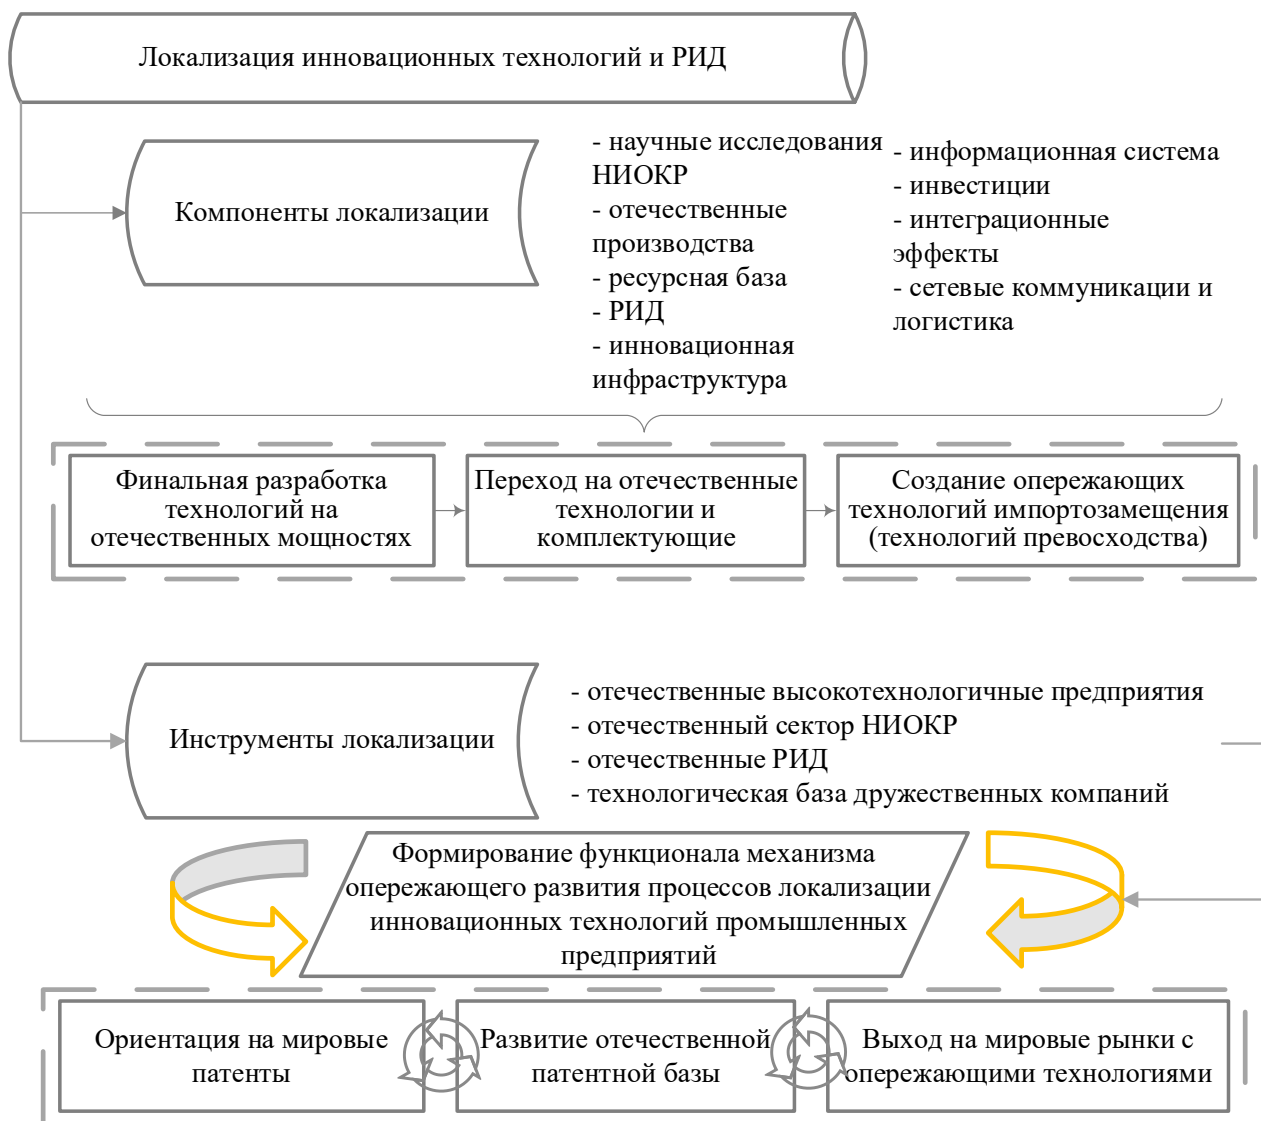 Локализация инновационных технологий и РИД
Компоненты локализации
- научные исследования
НИОКР
- отечественные
производства
- ресурсная база
- РИД
- инновационная
инфраструктура
- информационная система
- инвестиции
- интеграционные
эффекты
- сетевые коммуникации и
логистика
Финальная разработка
технологий на
отечественных мощностях
Переход на отечественные
технологии и
комплектующие
Создание опережающих
технологий импортозамещения
(технологий превосходства)
Инструменты локализации
- отечественные высокотехнологичные предприятия
- отечественный сектор НИОКР
- отечественные РИД
- технологическая база дружественных компаний
Формирование функционала механизма
опережающего развития процессов локализации
инновационных технологий промышленных
предприятий
Ориентация на мировые
патенты
Развитие отечественной
патентной базы
Выход на мировые рынки с
опережающими технологиями